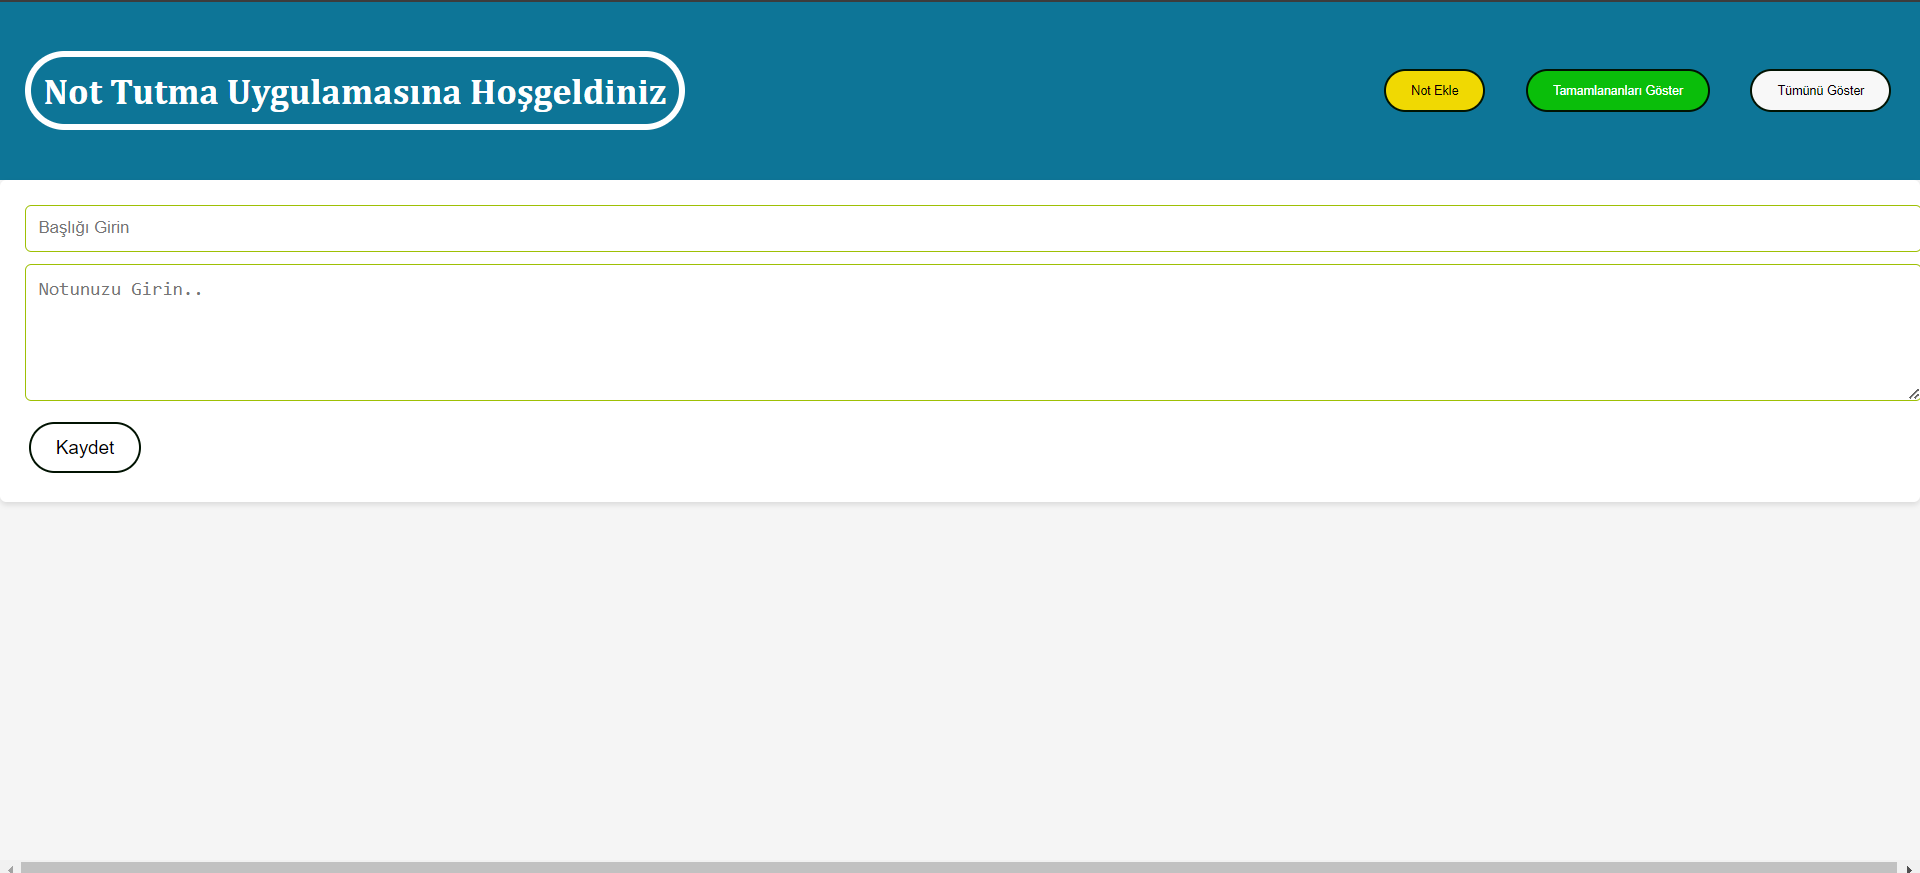 Not Tutma Uygulamasına Hoşgeldiniz
Not Ekle
Tamamlananları Göster
Tümünü Göster
Başlığı Girin
Notunuzu Girin..
Kaydet